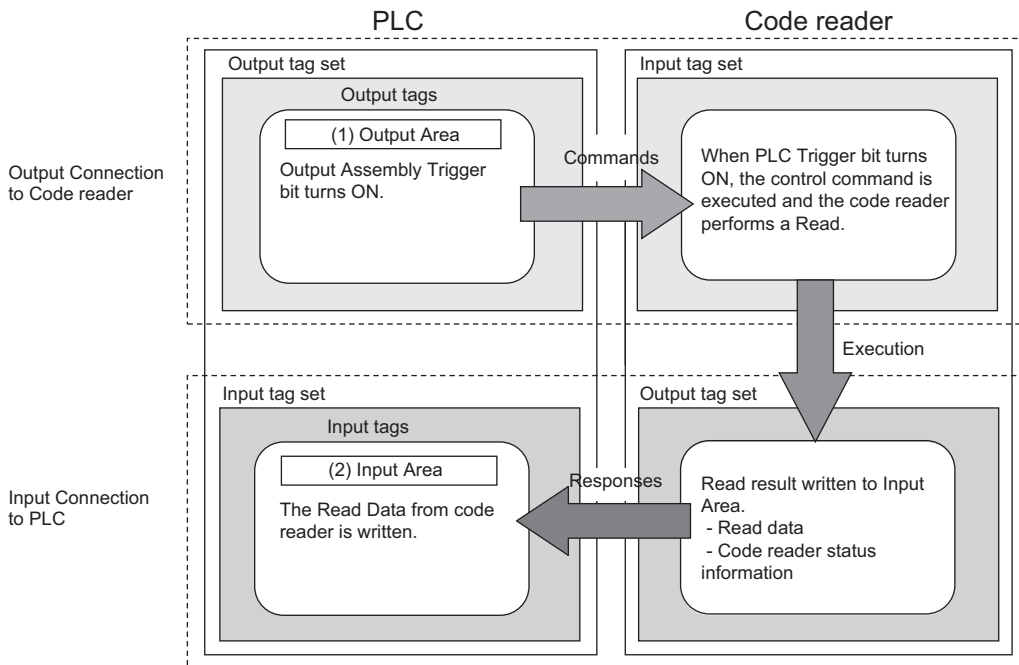 PLC
Code reader
Output Connection
to Code reader
Output tag set
Output tags
(1) Output Area
Output Assembly Trigger
bit turns ON.
Commands
Input tag set
When PLC Trigger bit turns
ON, the control command is
executed and the code reader
performs a Read.
Execution
Input Connection
to PLC
Input tag set
Input tags
(2) Input Area
The Read Data from code
reader is written.
Responses
Output tag set
Read result written to Input
Area.
- Read data
- Code reader status
information